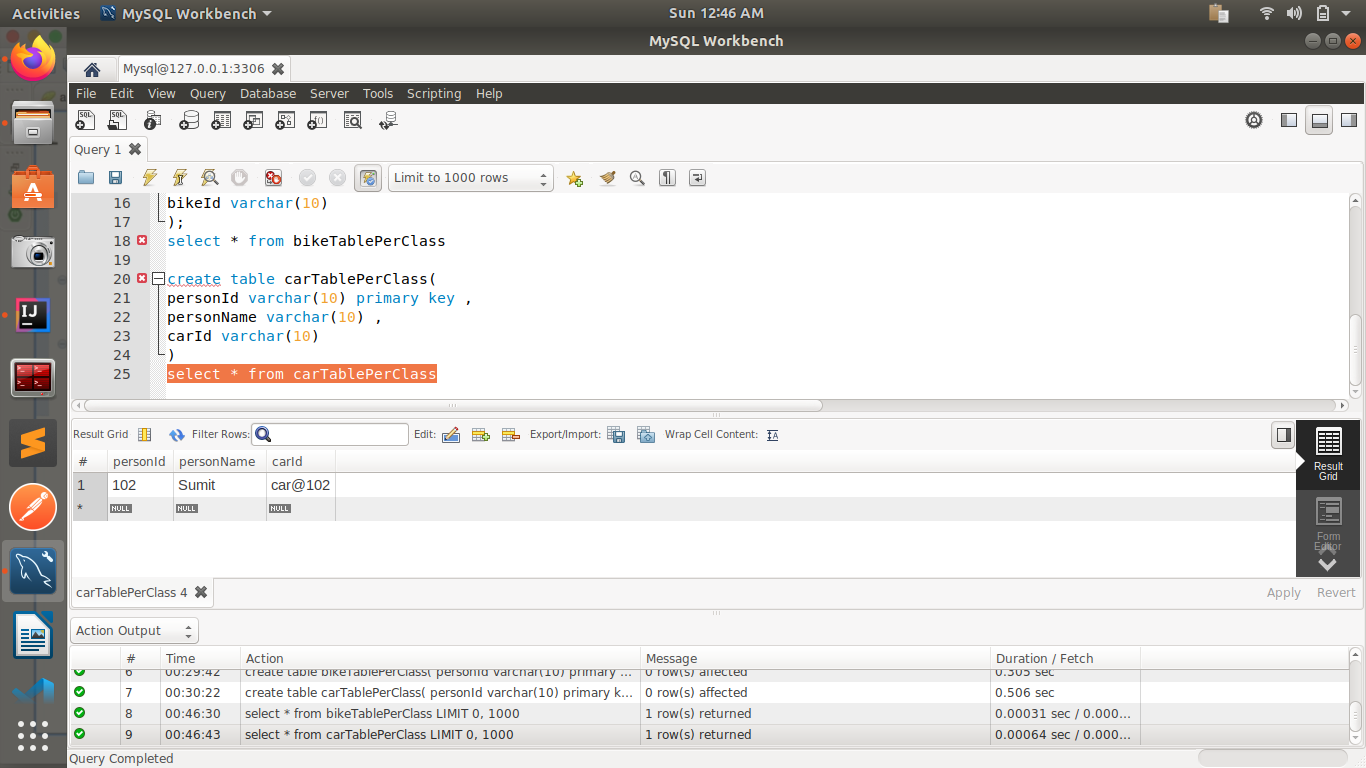 Activities MySQL Workbench Sun 12:46 AM
MySQL Workbench
Mysql@127.0.0.1:3306
File Edit View Query Database Server Tools Scripting Help
Query 1
Limit to 1000 rows
16 bikeId varchar(10)
17 );
18 select * from bikeTablePerClass
19
20 create table carTablePerClass(
21 personId varchar(10) primary key ,
22 personName varchar(10) ,
23 carId varchar(10)
24 )
25 select * from carTablePerClass
Result Grid Filter Rows: Edit: Export/Import: Wrap Cell Content:
# personId personName carId
1 102 Sumit car@102
* NULL NULL NULL
Result
Grid
Form
Editor
carTablePerClass 4 Apply Revert
Action Output
# Time Action Message Duration / Fetch
6 00:29:42 create table bikeTablePerClass( personId varchar(10) primary ... 0 row(s) affected 0.305 sec
7 00:30:22 create table carTablePerClass( personId varchar(10) primary k... 0 row(s) affected 0.506 sec
8 00:46:30 select * from bikeTablePerClass LIMIT 0, 1000 1 row(s) returned 0.00031 sec / 0.000...
9 00:46:43 select * from carTablePerClass LIMIT 0, 1000 1 row(s) returned 0.00064 sec / 0.000...
Query Completed